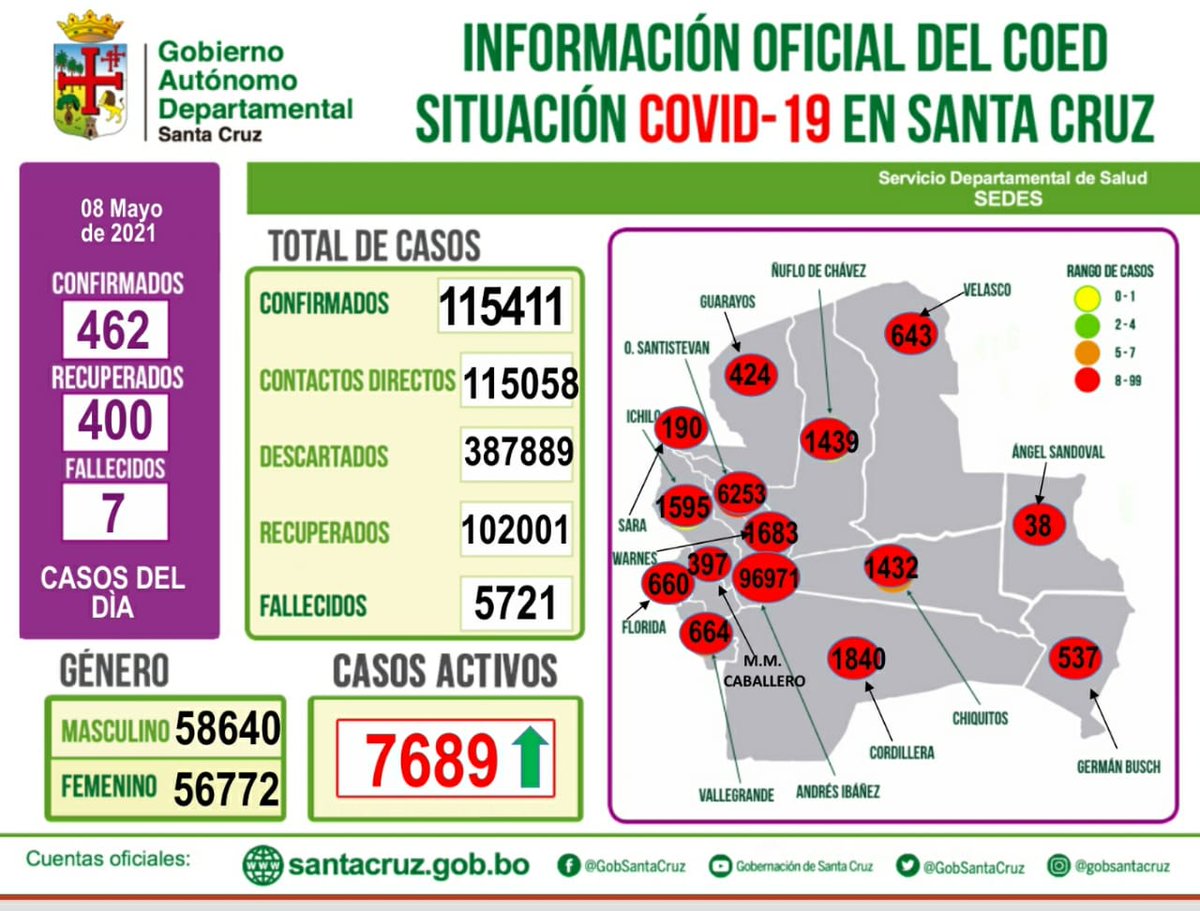 Gobierno
Autónomo
Departamental
Santa Cruz
INFORMACIÓN OFICIAL DEL COED
SITUACIÓN COVID-19 EN SANTA CRUZ
Servicio Departamental de Salud
SEDES
08 Mayo
de 2021
CONFIRMADOS
462
RECUPERADOS
400
FALLECIDOS
7
CASOS DEL
DÌA
TOTAL DE CASOS
CONFIRMADOS 115411
CONTACTOS DIRECTOS 115058
DESCARTADOS 387889
RECUPERADOS 102001
FALLECIDOS 5721
GÉNERO
MASCULINO 58640
FEMENINO 56772
CASOS ACTIVOS
7689
RANGO DE CASOS
0 - 1
2 - 4
5 - 7
8 - 99
ÑUFLO DE CHÁVEZ
VELASCO
GUARAYOS
643
O. SANTISTEVAN
424
ICHILO
190
1439
ÁNGEL SANDOVAL
6253
1595
SARA
38
1683
WARNES
397
1432
660
96971
FLORIDA
664
M.M.
CABALLERO
1840
537
CHIQUITOS
CORDILLERA
GERMÁN BUSCH
VALLEGRANDE
ANDRÉS IBÁÑEZ
Cuentas oficiales:
www
santacruz.gob.bo
@GobSantaCruz
Gobernación de Santa Cruz
@GobSantaCruz
@gobsantacruz